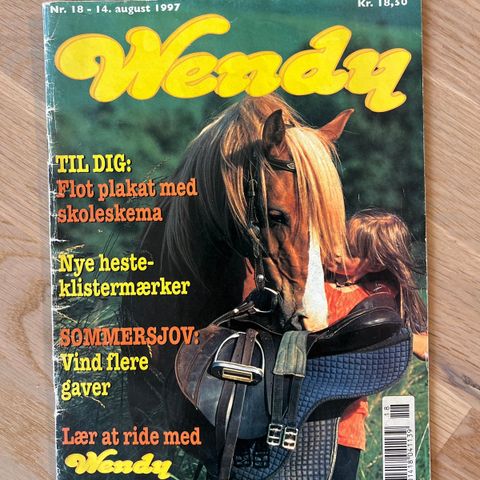 Nr. 18 - 14. august 1997
Kr. 18,50
Wendy
TIL DIG:
Flot plakat med
skoleskema
Nye heste-
klistermærker
SOMMERSJOV:
Vind flere
gaver
Lær at ride med
Wendy
18